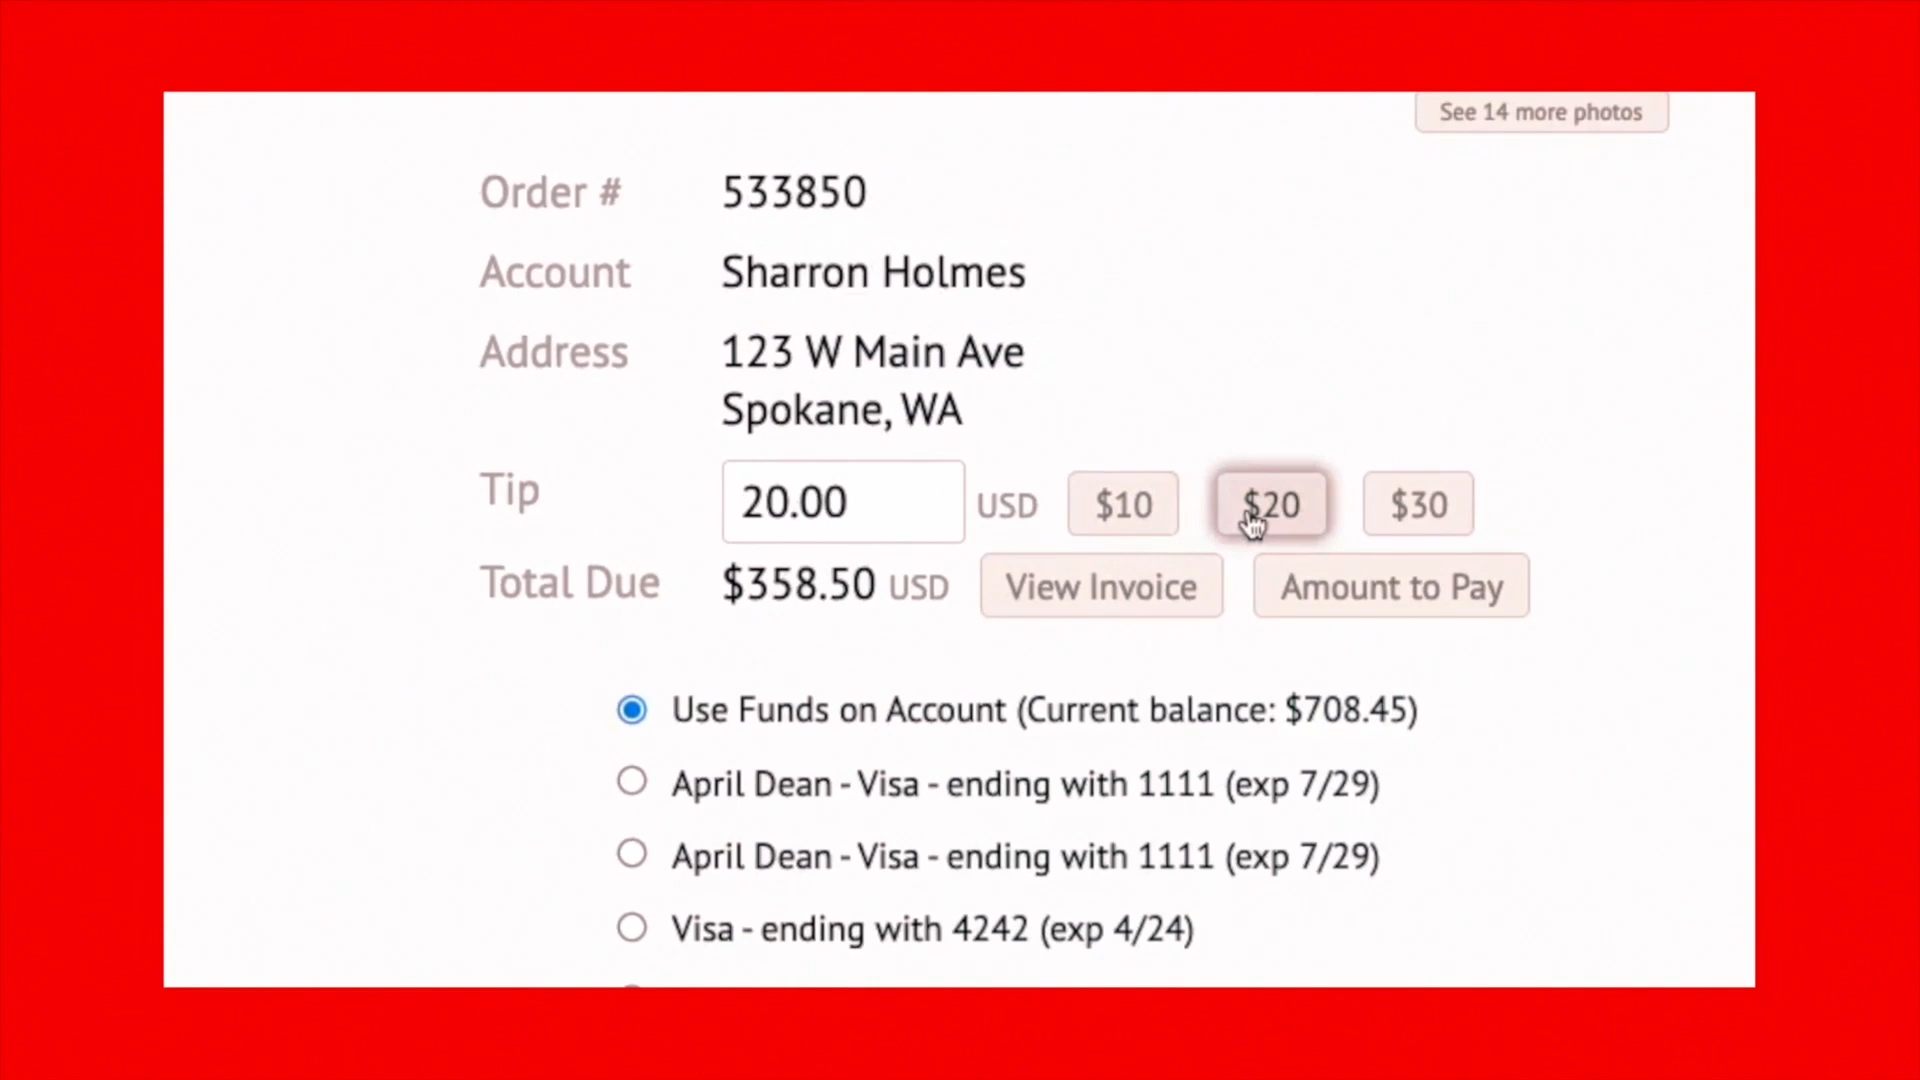 See 14 more photos
Order # 533850
Account Sharron Holmes
Address 123 W Main Ave
Spokane, WA
Tip 20.00 USD $10 $20 $30
Total Due $358.50 USD View Invoice Amount to Pay
Use Funds on Account (Current balance: $708.45)
April Dean - Visa - ending with 1111 (exp 7/29)
April Dean - Visa - ending with 1111 (exp 7/29)
Visa - ending with 4242 (exp 4/24)